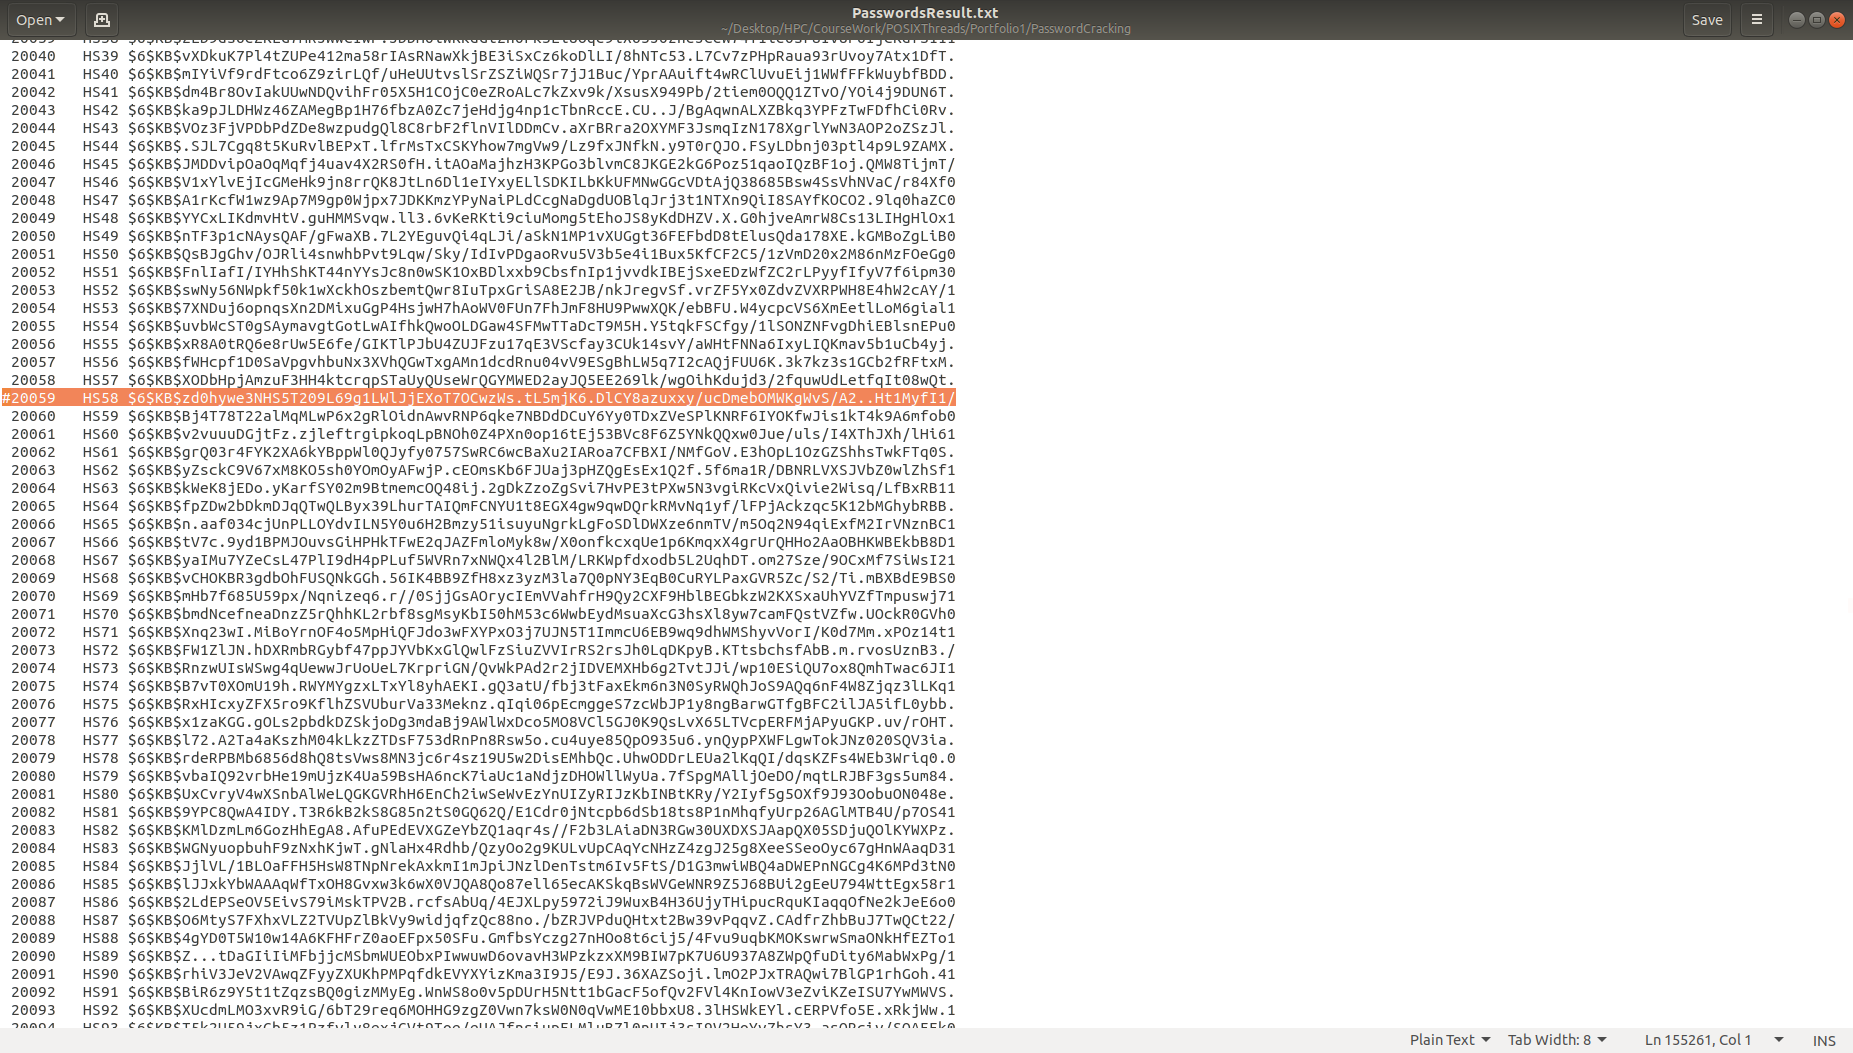 Open
PasswordsResult.txt
~/Desktop/HPC/CourseWork/POSIXThreads/Portfolio1/PasswordCracking
Save
20040 HS39 $6$KB$vXDkuK7Pl4tZUPe412ma58rIAsRNawXkjBE3iSxCz6koDlLI/8hNTc53.L7Cv7zPHpRaua93rUvoy7Atx1DfT.
20041 HS40 $6$KB$mIYiVf9rdFtco6Z9zirLQf/uHeUUtvslSrZSZiWQSr7jJ1Buc/YprAAuift4wRClUvuEij1WWfFFkWuybfBDD.
20042 HS41 $6$KB$dm4Br8OvIakUUwNDQvihFr05X5H1COjC0eZRoALc7kZxv9k/XsusX949Pb/2tiem0OQQ1ZTvO/YOi4j9DUN6T.
20043 HS42 $6$KB$ka9pJLDHWz46ZAMegBp1H76fbzA0Zc7jeHdjg4np1cTbnRccE.CU..J/BgAqwnALXZBkq3YPFzTwFDfhCi0Rv.
20044 HS43 $6$KB$VOz3FjVPDbPdZDe8wzpudgQl8C8rbF2flnVIlDDmCv.aXrBRra2OXYMF3JsmqIzN178XgrlYwN3AOP2oZSzJl.
20045 HS44 $6$KB$.SJL7Cgq8t5KuRvlBEPxT.lfrMsTxCSKYhow7mgVw9/Lz9fxJNfkN.y9T0rQJO.FSyLDbnj03ptl4p9L9ZAMX.
20046 HS45 $6$KB$JMDDvipOaOqMqfj4uav4X2RS0fH.itAOaMajhzH3KPGo3blvmC8JKGE2kG6Poz51qaoIQzBF1oj.QMW8TijmT/
20047 HS46 $6$KB$V1xYlvEjIcGMeHk9jn8rrQK8JtLn6Dl1eIYxyELlSDKILbKkUFMNwGGcVDtAjQ38685Bsw4SsVhNVaC/r84Xf0
20048 HS47 $6$KB$A1rKcfW1wz9Ap7M9gp0Wjpx7JDKKmzYPyNaiPLdCcgNaDgdUOBlqJrj3t1NTXn9QiI8SAYfKOCO2.9lq0haZC0
20049 HS48 $6$KB$YYCxLIKdmvHtV.guHMMSvqw.ll3.6vKeRKti9ciuMomg5tEhoJS8yKdDHZV.X.G0hjveAmrW8Cs13LIHgHlOx1
20050 HS49 $6$KB$nTF3p1cNAysQAF/gFwaXB.7L2YEguvQi4qLJi/aSkN1MP1vXUGgt36FEFbdD8tElusQda178XE.kGMBoZgLiB0
20051 HS50 $6$KB$QsBJgGhv/OJRli4snwhbPvt9Lqw/Sky/IdIvPDgaoRvu5V3b5e4i1Bux5KfCF2C5/1zVmD20x2M86nMzFOeGg0
20052 HS51 $6$KB$FnlIafI/IYHhShKT44nYYsJc8n0wSK1OxBDlxxb9CbsfnIp1jvvdkIBEjSxeEDzWfZC2rLPyyfIfyV7f6ipm30
20053 HS52 $6$KB$swNy56NWpkf50k1wXckhOszbemtQwr8IuTpxGriSA8E2JB/nkJregvSf.vrZF5Yx0ZdvZVXRPWH8E4hW2cAY/1
20054 HS53 $6$KB$7XNDuj6opnqsXn2DMixuGgP4HsjwH7hAoWV0FUn7FhJmF8HU9PwwXQK/ebBFU.W4ycpcVS6XmEetlLoM6gial1
20055 HS54 $6$KB$uvbWcST0gSAymavgtGotLwAIfhkQwoOLDGaw4SFMwTTaDcT9M5H.Y5tqkFSCfgy/1lSONZNFvgDhiEBlsnEPu0
20056 HS55 $6$KB$xR8A0tRQ6e8rUw5E6fe/GIKTlPJbU4ZUJFzu17qE3VScfay3CUk14svY/aWHtFNNa6IxyLIQKmav5b1uCb4yj.
20057 HS56 $6$KB$fWHcpf1D0SaVpgvhbuNx3XVhQGwTxgAMn1dcdRnu04vV9ESgBhLW5q7I2cAQjFUU6K.3k7kz3s1GCb2fRFtxM.
20058 HS57 $6$KB$XODbHpjAmzuF3HH4ktcrqpSTaUyQUseWrQGYMWED2ayJQ5EE269lk/wgOihKdujd3/2fquwUdLetfqIt08wQt.
#20059 HS58 $6$KB$zd0hywe3NHS5T209L69g1LWlJjEXoT7OCwzWs.tL5mjK6.DlCY8azuxxy/ucDmebOMWKgWvS/A2..Ht1MyfI1/
20060 HS59 $6$KB$Bj4T78T22alMqMLwP6x2gRlOidnAwvRNP6qke7NBDdDCuY6Yy0TDxZVeSPlKNRF6IYOKfwJis1kT4k9A6mfob0
20061 HS60 $6$KB$v2vuuuDGjtFz.zjleftrgipkoqLpBNOh0Z4PXn0op16tEj53BVc8F6Z5YNkQQxw0Jue/uls/I4XThJXh/lHi61
20062 HS61 $6$KB$grQ03r4FYK2XA6kYBppWl0QJyfy0757SwRC6wcBaXu2IARoa7CFBXI/NMfGoV.E3hOpL1OzGZShhsTwkFTq0S.
20063 HS62 $6$KB$yZsckC9V67xM8KO5sh0YOmOyAFwjP.cEOmsKb6FJUaj3pHZQgEsEx1Q2f.5f6ma1R/DBNRLVXSJVbZ0wlZhSf1
20064 HS63 $6$KB$kWeK8jEDo.yKarfSY02m9BtmemcOQ48ij.2gDkZzoZgSvi7HvPE3tPXw5N3vgiRKcVxQivie2Wisq/LfBxRB11
20065 HS64 $6$KB$fpZDw2bDkmDJqQTwQLByx39LhurTAIQmFCNYU1t8EGX4gw9qwDQrkRMvNq1yf/lFPjAckzqc5K12bMGhybRBB.
20066 HS65 $6$KB$n.aaf034cjUnPLLOYdvILN5Y0u6H2Bmzy51isuyuNgrkLgFoSDlDWXze6nmTV/m5Oq2N94qiExfM2IrVNznBC1
20067 HS66 $6$KB$tV7c.9yd1BPMJOuvsGiHPHkTFwE2qJAZFmloMyk8w/X0onfkcxqUe1p6KmqxX4grUrQHHo2AaOBHKWBEkbB8D1
20068 HS67 $6$KB$yaIMu7YZeCsL47PlI9dH4pPLuf5WVRn7xNWQx4l2BlM/LRKWpfdxodb5L2UqhDT.om27Sze/9OCxMf7SiWsI21
20069 HS68 $6$KB$vCHOKBR3gdbOhFUSQNkGGh.56IK4BB9ZfH8xz3yzM3la7Q0pNY3EqB0CuRYLPaxGVR5Zc/S2/Ti.mBXBdE9BS0
20070 HS69 $6$KB$mHb7f685U59px/Nqnizeq6.r//0SjjGsAOrycIEmVVahfrH9Qy2CXF9HblBEGbkzW2KXSxaUhYVZfTmpuswj71
20071 HS70 $6$KB$bmdNcefneaDnzZ5rQhhKL2rbf8sgMsyKbI50hM53c6WwbEydMsuaXcG3hsXl8yw7camFQstVZfw.UOckR0GVh0
20072 HS71 $6$KB$Xnq23wI.MiBoYrnOF4o5MpHiQFJdo3wFXYPxO3j7UJN5T1ImmcU6EB9wq9dhWMShyvVorI/K0d7Mm.xPOz14t1
20073 HS72 $6$KB$FW1ZlJN.hDXRmbRGybf47ppJYVbKxGlQwlFzSiuZVVIrRS2rsJh0LqDKpyB.KTtsbchsfAbB.m.rvosUznB3./
20074 HS73 $6$KB$RnzwUIsWSwg4qUewwJrUoUeL7KrpriGN/QvWkPAd2r2jIDVEMXHb6g2TvtJJi/wp10ESiQU7ox8QmhTwac6JI1
20075 HS74 $6$KB$B7vT0XOmU19h.RWYMYgzxLTxYl8yhAEKI.gQ3atU/fbj3tFaxEkm6n3N0SyRWQhJoS9AQq6nF4W8Zjqz3lLKq1
20076 HS75 $6$KB$RxHIcxyZFX5ro9KflhZSVUburVa33Meknz.qIqi06pEcmggeS7zcWbJP1y8ngBarwGTfgBFC2ilJA5ifL0ybb.
20077 HS76 $6$KB$x1zaKGG.gOLs2pbdkDZSkjoDg3mdaBj9AWlWxDco5MO8VCl5GJ0K9QsLvX65LTVcpERFMjAPyuGKP.uv/rOHT.
20078 HS77 $6$KB$l72.A2Ta4aKszhM04kLkzZTDsF753dRnPn8Rsw5o.cu4uye85QpO935u6.ynQypPXWFLgwTokJNz020SQV3ia.
20079 HS78 $6$KB$rdeRPBMb6856d8hQ8tsVws8MN3jc6r4sz19U5w2DisEMhbQc.UhwODDrLEUa2lKqQI/dqsKZFs4WEb3Wriq0.0
20080 HS79 $6$KB$vbaIQ92vrbHe19mUjzK4Ua59BsHA6ncK7iaUc1aNdjzDHOWllWyUa.7fSpgMAlljOeDO/mqtLRJBF3gs5um84.
20081 HS80 $6$KB$UxCvryV4wXSnbAlWeLQGKGVRhH6EnCh2iwSeWvEzYnUIZyRIJzKbINBtKRy/Y2Iyf5g5OXf9J93OobuON048e.
20082 HS81 $6$KB$9YPC8QwA4IDY.T3R6kB2kS8G85n2tS0GQ62Q/E1Cdr0jNtcpb6dSb18ts8P1nMhqfyUrp26AGlMTB4U/p7OS41
20083 HS82 $6$KB$KMlDzmLm6GozHhEgA8.AfuPEdEVXGZeYbZQ1aqr4s//F2b3LAiaDN3RGw30UXDXSJAapQX05SDjuQOlKYWXPz.
20084 HS83 $6$KB$WGNyuopbuhF9zNxhKjwT.gNlaHx4Rdhb/QzyOo2g9KULvUpCAqYcNHzZ4zgJ25g8XeeSSeoOyc67gHnWAaqD31
20085 HS84 $6$KB$JjlVL/1BLOaFFH5HsW8TNpNrekAxkmI1mJpiJNzlDenTstm6Iv5FtS/D1G3mwiWBQ4aDWEPnNGCg4K6MPd3tN0
20086 HS85 $6$KB$lJJxkYbWAAAqWfTxOH8Gvxw3k6wX0VJQA8Qo87ell65ecAKSkqBsWVGeWNR9Z5J68BUi2gEeU794WttEgx58r1
20087 HS86 $6$KB$2LdEPSeOV5EivS79iMskTPV2B.rcfsAbUq/4EJXLpy5972iJ9WuxB4H36UjyTHipucRquKIaqqOfNe2kJeE6o0
20088 HS87 $6$KB$O6MtyS7FXhxVLZ2TVUpZlBkVy9widjqfzQc88no./bZRJVPduQHtxt2Bw39vPqqvZ.CAdfrZhbBuJ7TwQCt22/
20089 HS88 $6$KB$4gYD0T5W10w14A6KFHFrZ0aoEFpx50SFu.GmfbsYczg27nHOo8t6cij5/4Fvu9uqbKMOKswrwSmaONkHfEZTo1
20090 HS89 $6$KB$Z...tDaGIiIiMFbjjcMSbmWUEObxPIwwuwD6ovavH3WPzkzxXM9BIW7pK7U6U937A8ZWpQfuDity6MabWxPg/1
20091 HS90 $6$KB$rhiV3JeV2VAwqZFyyZXUKhPMPqfdkEVYXYizKma3I9J5/E9J.36XAZSoji.lmO2PJxTRAQwi7BlGP1rhGoh.41
20092 HS91 $6$KB$BiR6z9Y5t1tZqzsBQ0gizMMyEg.WnWS8o0v5pDUrH5Ntt1bGacF5ofQv2FVl4KnIowV3eZviKZeISU7YwMWVS.
20093 HS92 $6$KB$XUcdmLMO3xvR9iG/6bT29req6MOHHG9zgZ0Vwn7ksW0N0qVwME10bbxU8.3lHSWkEYl.cERPVfo5E.xRkjWw.1
Plain Text
Tab Width: 8
Ln 155261, Col 1
INS